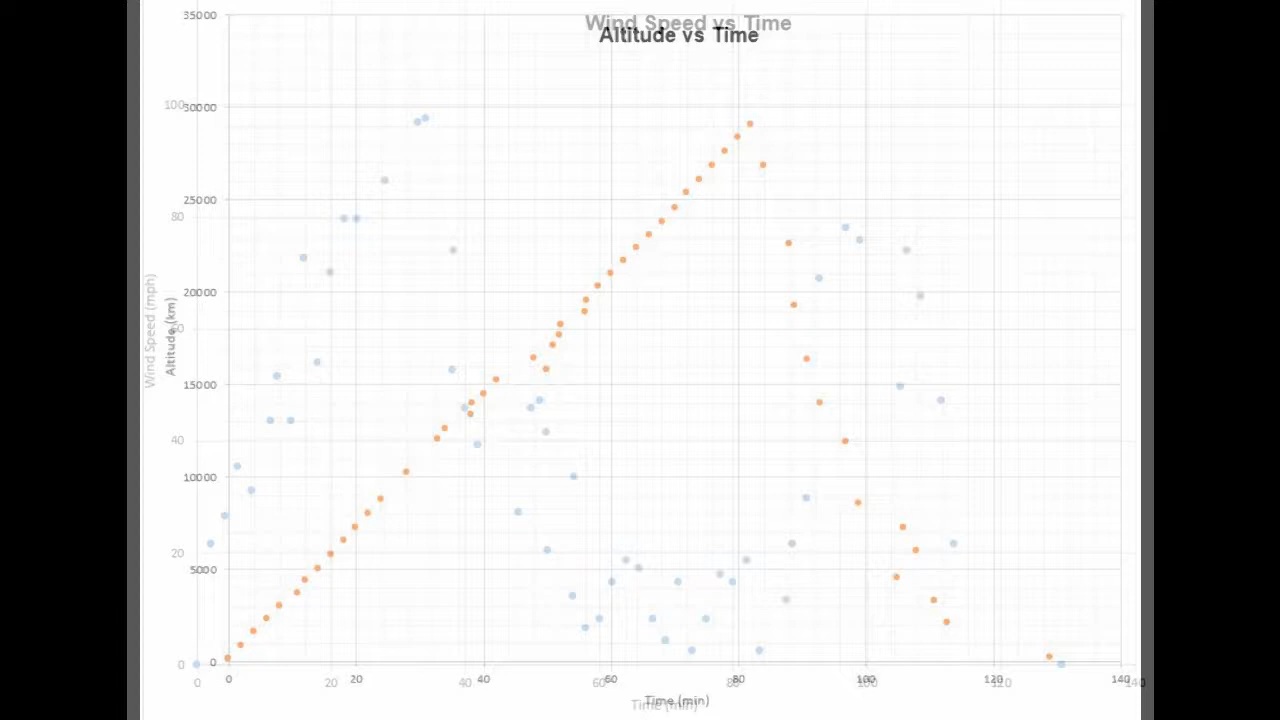 Wind Speed vs Time
Altitude vs Time
35000
100
30000
25000
80
20000
60
15000
40
10000
20
5000
0
0
Wind Speed (mph)
Altitude (km)
0 20 40 60 80 100 120 140
0 20 40 60 80 100 120 140
Time (min)
Time (min)